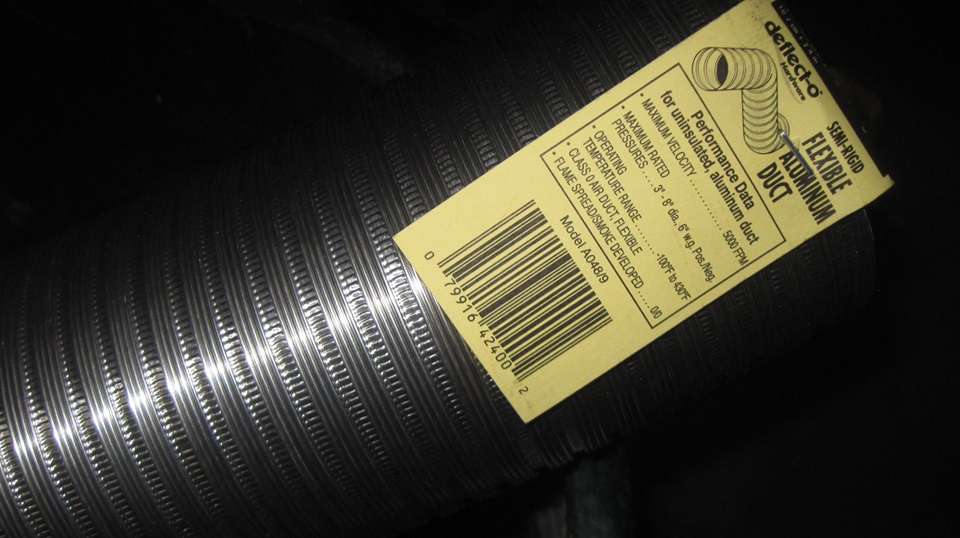 deflect-o
Hardware
SEMI-RIGID
FLEXIBLE
ALUMINUM
DUCT
Performance Data
for uninsulated, aluminum duct
• MAXIMUM VELOCITY .......... 5000 FPM
• MAXIMUM RATED
PRESSURES ..... 3" - 8" dia., 6" w.g. Pos./Neg.
• OPERATING
TEMPERATURE RANGE ......... -100°F to 430°F
• CLASS 0 AIR DUCT, FLEXIBLE
• FLAME SPREAD/SMOKE DEVELOPED ..... 0/0
Model A048/9
0 79916 42400 2